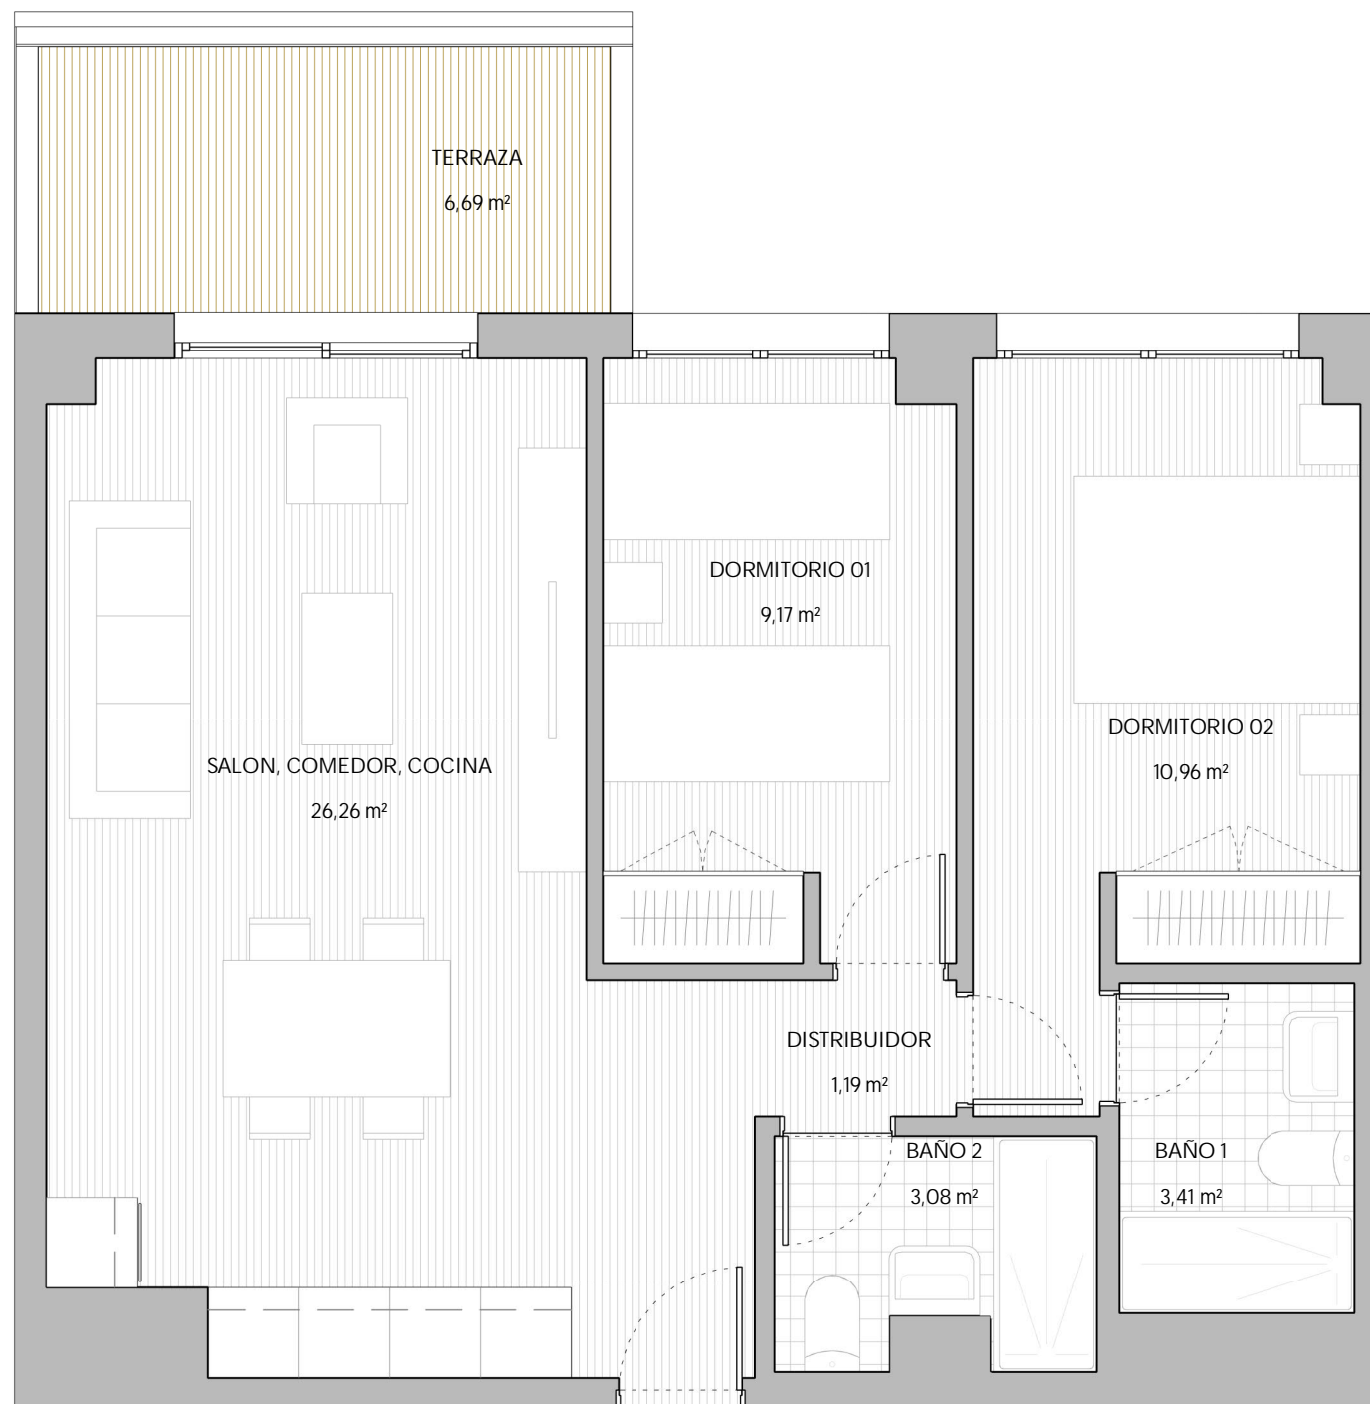 TERRAZA
6,69 m²
DORMITORIO 01
9,17 m²
DORMITORIO 02
10,96 m²
SALON, COMEDOR, COCINA
26,26 m²
DISTRIBUIDOR
1,19 m²
BAÑO 2
3,08 m²
BAÑO 1
3,41 m²